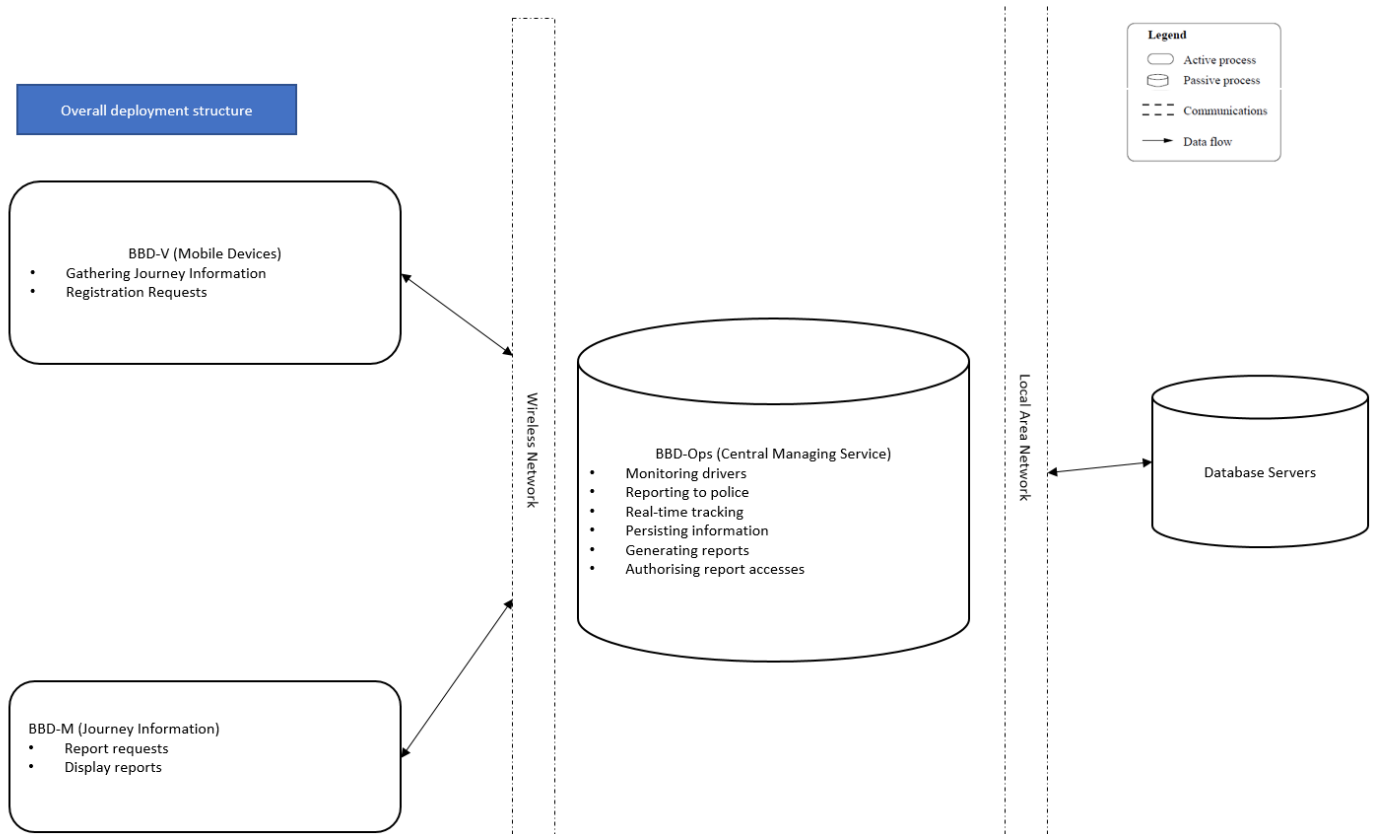 Overall deployment structure
Legend
Active process
Passive process
Communications
Data flow
BBD-V (Mobile Devices)
• Gathering Journey Information
• Registration Requests
Wireless Network
BBD-Ops (Central Managing Service)
• Monitoring drivers
• Reporting to police
• Real-time tracking
• Persisting information
• Generating reports
• Authorising report accesses
Local Area Network
Database Servers
BBD-M (Journey Information)
• Report requests
• Display reports